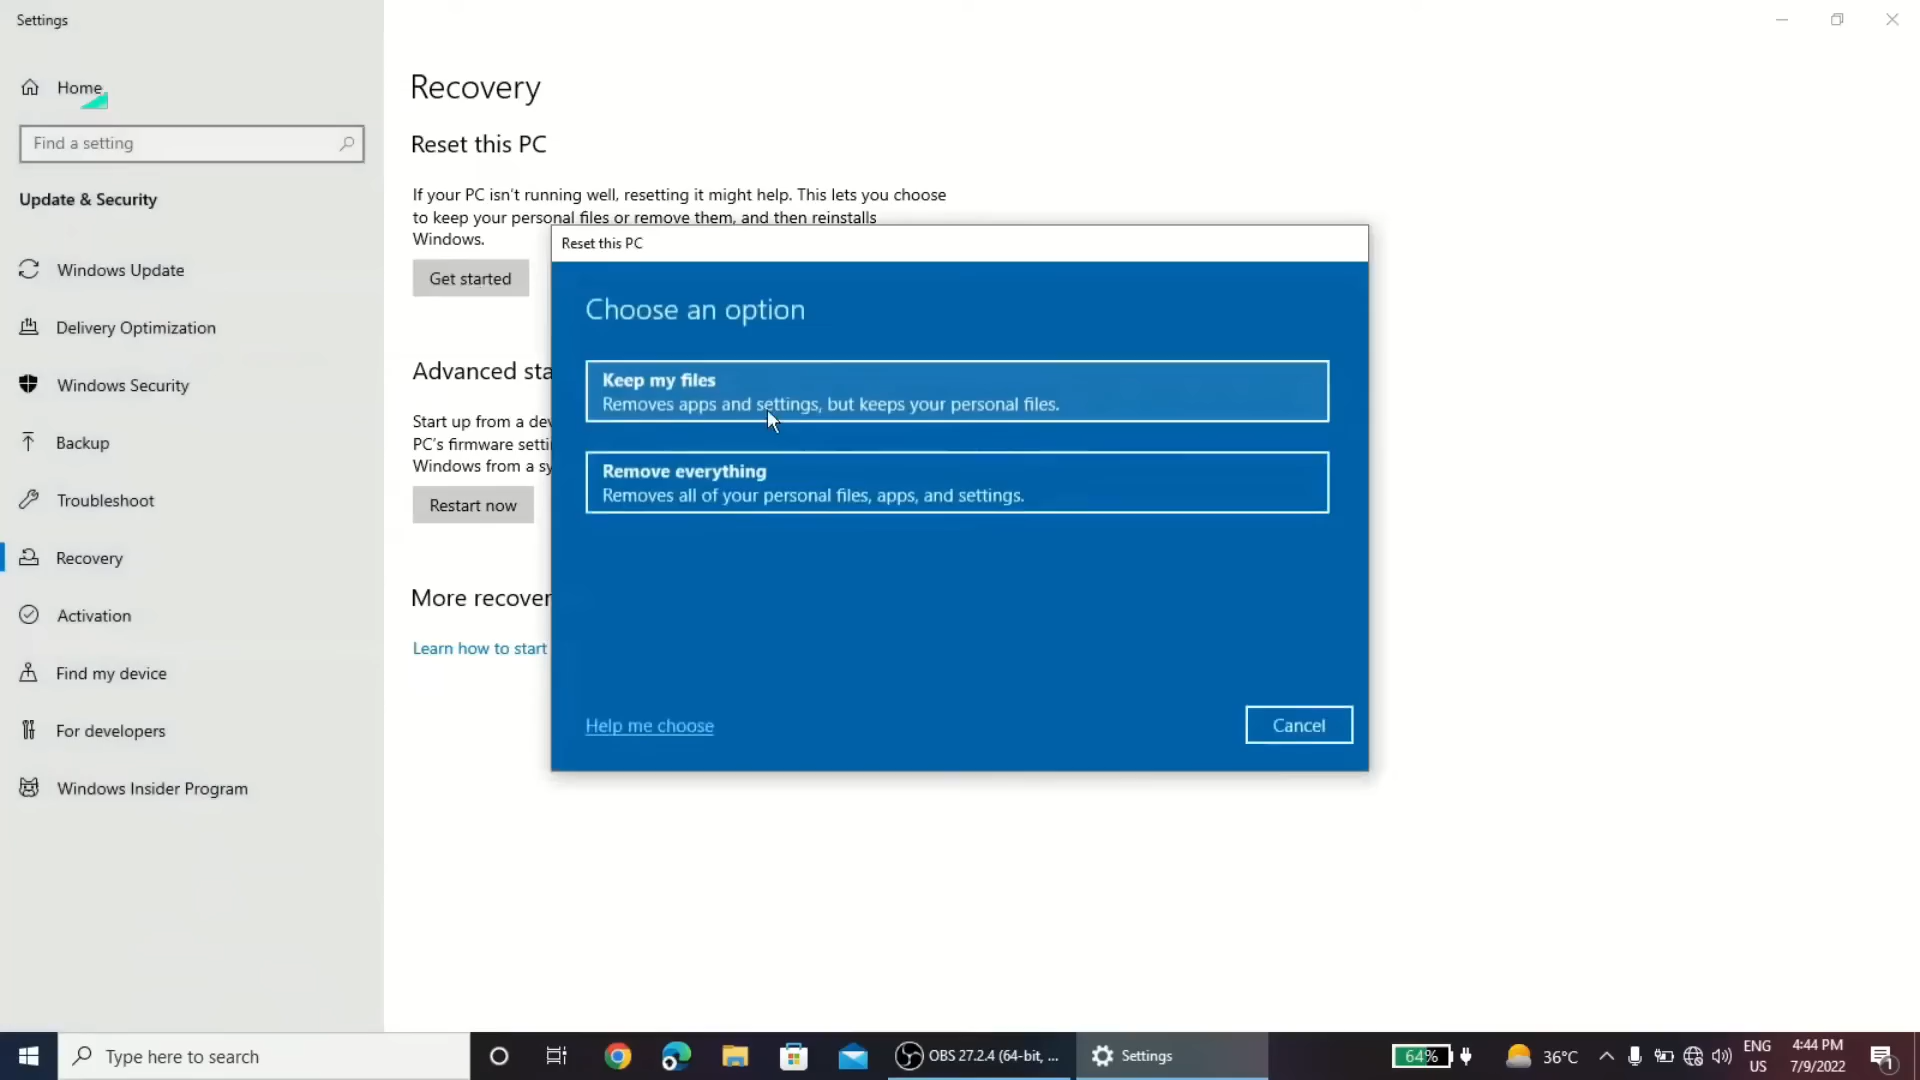 Settings
Home
Find a setting
Update & Security
Windows Update
Delivery Optimization
Windows Security
Backup
Troubleshoot
Recovery
Activation
Find my device
For developers
Windows Insider Program
Recovery
Reset this PC
If your PC isn't running well, resetting it might help. This lets you choose
to keep your personal files or remove them, and then reinstalls
Windows.
Get started
Advanced sta
Start up from a dev
PC's firmware setti
Windows from a sy
Restart now
More recover
Learn how to start
Reset this PC
Choose an option
Keep my files
Removes apps and settings, but keeps your personal files.
Remove everything
Removes all of your personal files, apps, and settings.
Help me choose
Cancel
Type here to search
OBS 27.2.4 (64-bit, ...
Settings
64%
36°C
ENG
US
4:44 PM
7/9/2022
1